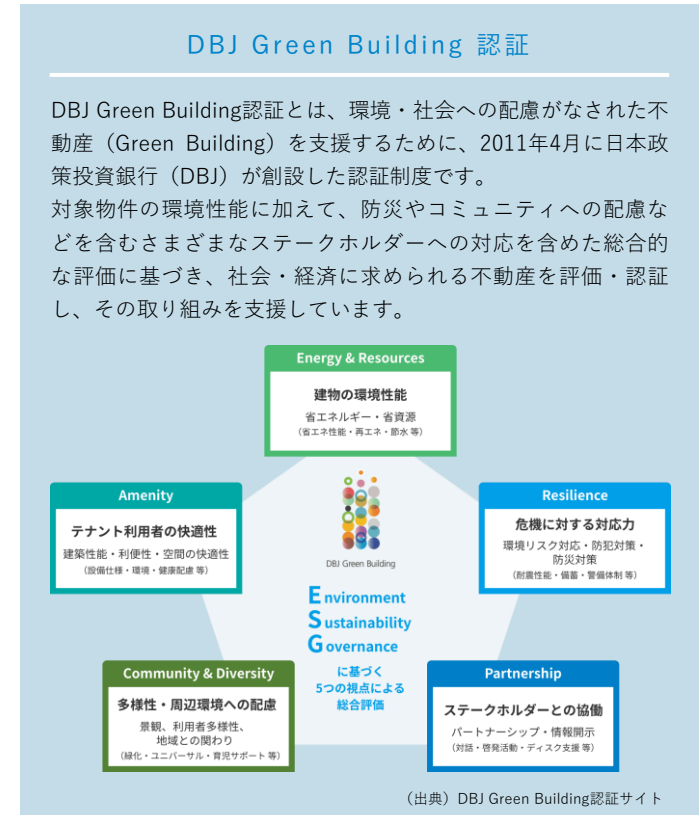 DBJ Green Building 認証
DBJ Green Building認証とは、環境・社会への配慮がなされた不
動産（Green Building）を支援するために、2011年4月に日本政
策投資銀行（DBJ）が創設した認証制度です。
対象物件の環境性能に加えて、防災やコミュニティへの配慮な
どを含むさまざまなステークホルダーへの対応を含めた総合的
な評価に基づき、社会・経済に求められる不動産を評価・認証
し、その取り組みを支援しています。
Energy & Resources
建物の環境性能
省エネルギー・省資源
（省エネ性能・再エネ・節水 等）
Amenity
テナント利用者の快適性
建築性能・利便性・空間の快適性
（設備仕様・環境・健康配慮 等）
DBJ Green Building
Resilience
危機に対する対応力
環境リスク対応・防犯対策・
防災対策
（耐震性能・備蓄・警備体制 等）
Environment
Sustainability
Governance
に基づく
5つの視点による
総合評価
Community & Diversity
多様性・周辺環境への配慮
景観、利用者多様性、
地域との関わり
（緑化・ユニバーサル・育児サポート 等）
Partnership
ステークホルダーとの協働
パートナーシップ・情報開示
（対話・啓発活動・ディスク支援 等）
（出典）DBJ Green Building認証サイト